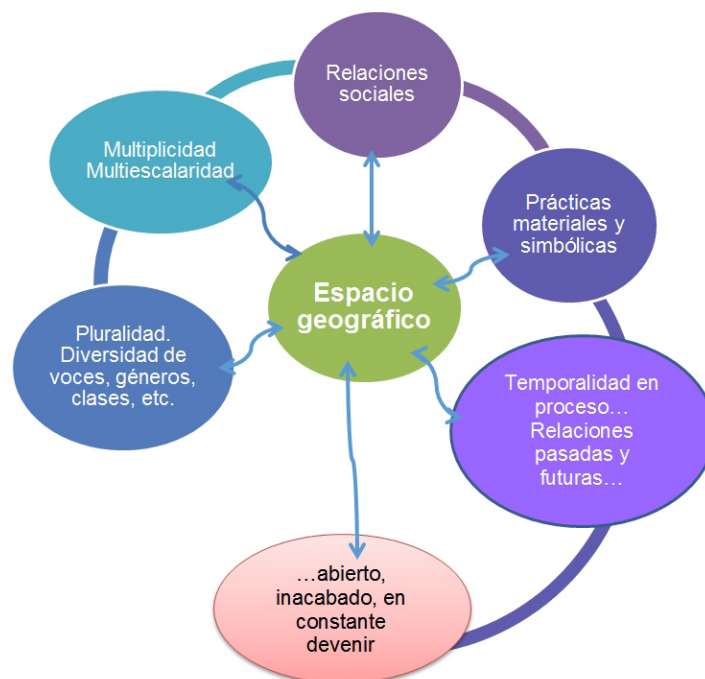 Relaciones
sociales
Multiplicidad
Multiescalaridad
Prácticas
materiales y
simbólicas
Espacio
geográfico
Pluralidad.
Diversidad de
voces, géneros,
clases, etc.
Temporalidad en
proceso…
Relaciones
pasadas y
futuras…
…abierto,
inacabado, en
constante
devenir